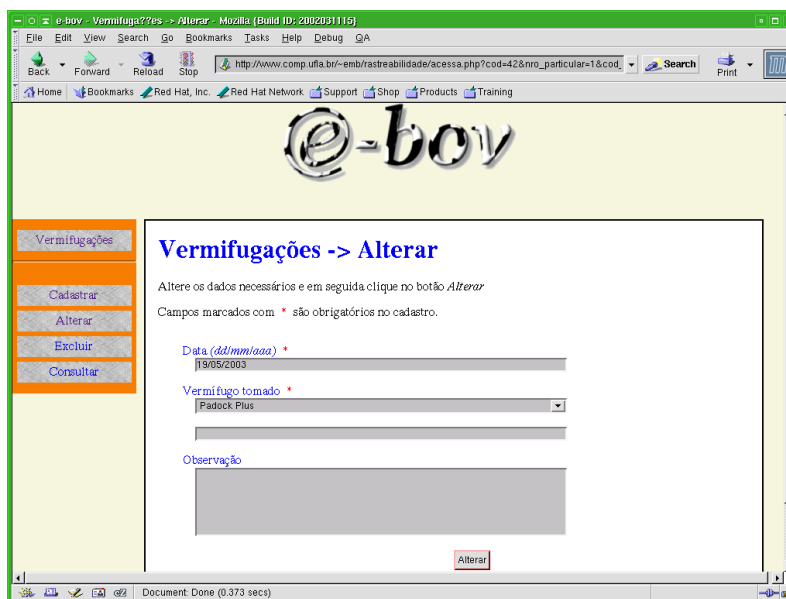 e-bov - Vermifuga??es -> Alterar - Mozilla {Build ID: 2002031115}
File Edit View Search Go Bookmarks Tasks Help Debug QA
Back Forward Reload Stop http://www.comp.ufla.br/~emb/rastreabilidade/acessa.php?cod=42&nro_particular=1&cod_ Search Print
Home Bookmarks Red Hat, Inc. Red Hat Network Support Shop Products Training
e-bov
Vermifugações
Cadastrar
Alterar
Excluir
Consultar
Vermifugações -> Alterar
Altere os dados necessários e em seguida clique no botão Alterar
Campos marcados com * são obrigatórios no cadastro.
Data (dd/mm/aaa) *
19/05/2003
Vermífugo tomado *
Padock Plus
Observação
Alterar
Document: Done (0.373 secs)